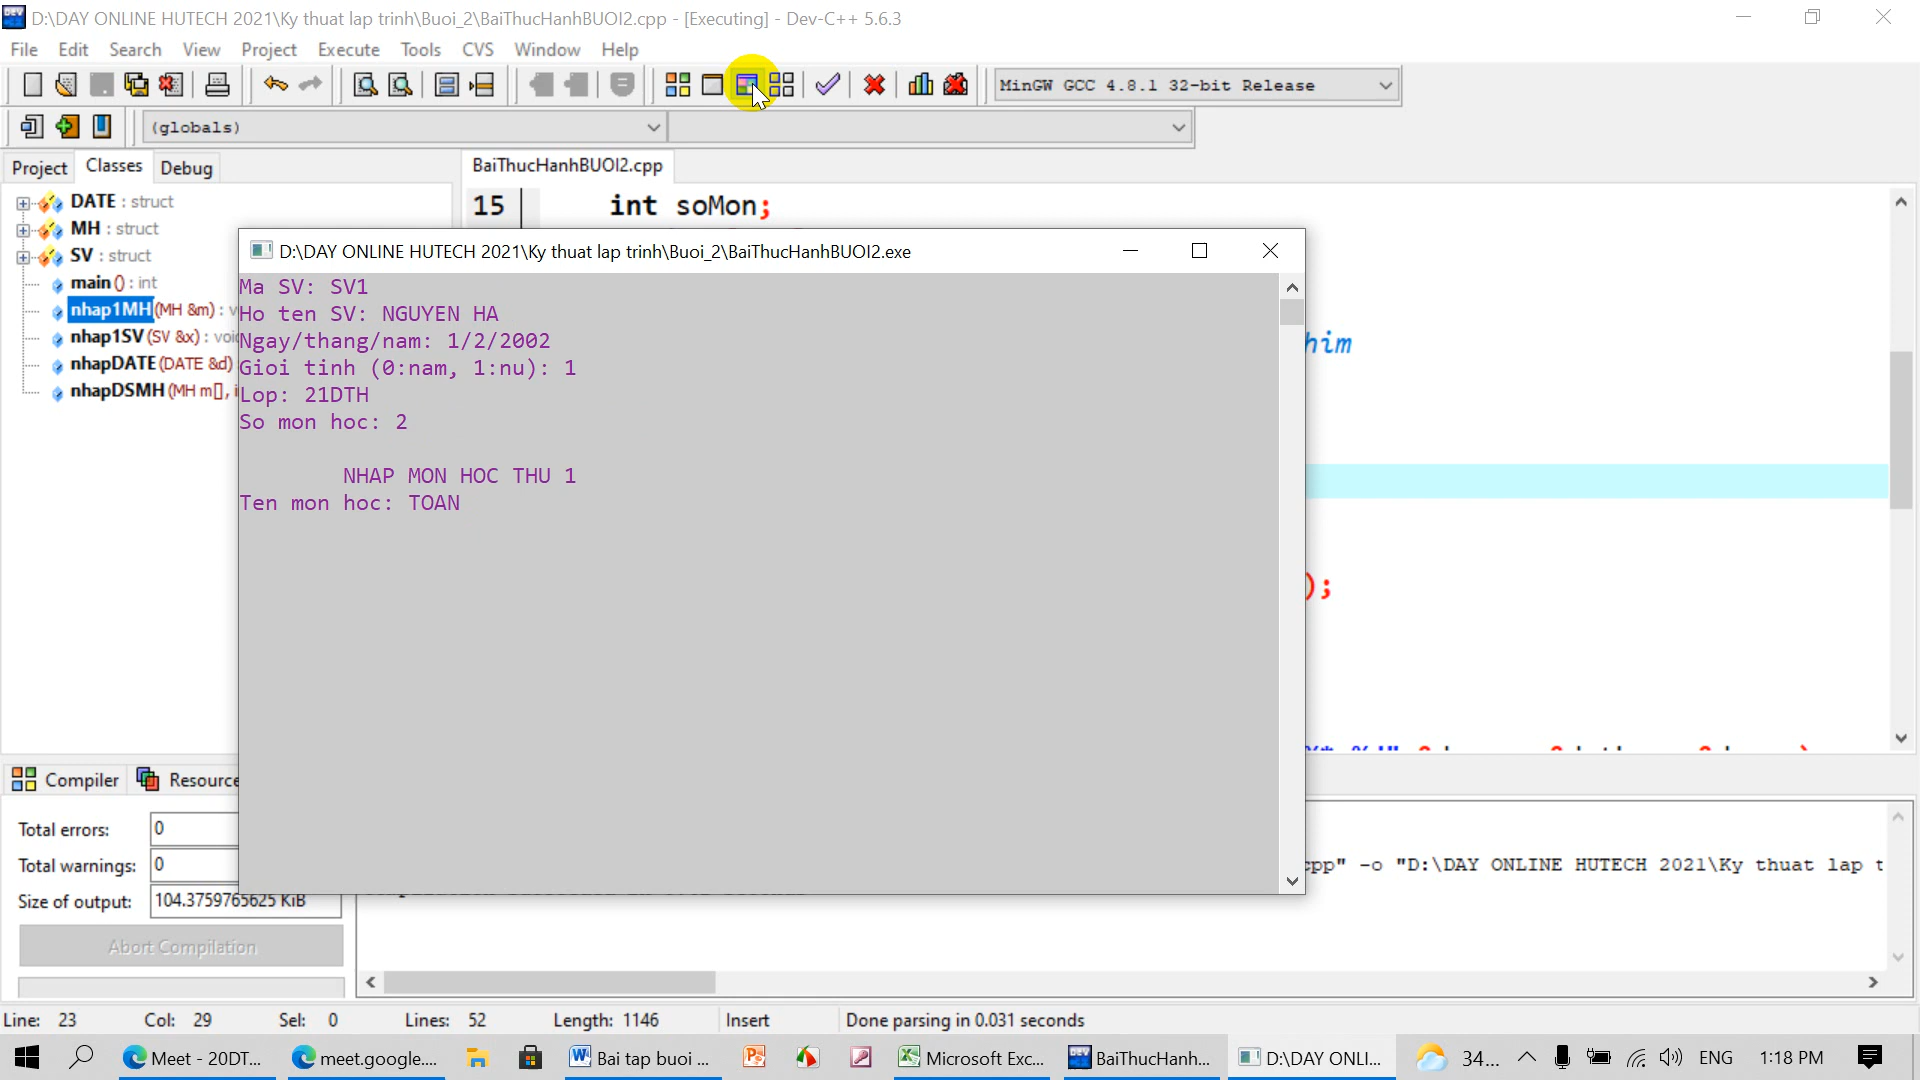 D:\DAY ONLINE HUTECH 2021\Ky thuat lap trinh\Buoi_2\BaiThucHanhBUOI2.cpp - [Executing] - Dev-C++ 5.6.3
File Edit Search View Project Execute Tools CVS Window Help
MinGW GCC 4.8.1 32-bit Release
(globals)
Project Classes Debug
BaiThucHanhBUOI2.cpp
DATE : struct
MH : struct
SV : struct
main () : int
nhap1MH (MH &m) : v
nhap1SV (SV &x) : voi
nhapDATE (DATE &d)
nhapDSMH (MH m[], i
15 int soMon;
him
);
D:\DAY ONLINE HUTECH 2021\Ky thuat lap trinh\Buoi_2\BaiThucHanhBUOI2.exe
Ma SV: SV1
Ho ten SV: NGUYEN HA
Ngay/thang/nam: 1/2/2002
Gioi tinh (0:nam, 1:nu): 1
Lop: 21DTH
So mon hoc: 2
NHAP MON HOC THU 1
Ten mon hoc: TOAN
Compiler Resource
Total errors: 0
Total warnings: 0
Size of output: 104.3759765625 KiB
Abort Compilation
cpp" -o "D:\DAY ONLINE HUTECH 2021\Ky thuat lap t
Line: 23 Col: 29 Sel: 0 Lines: 52 Length: 1146 Insert Done parsing in 0.031 seconds
Meet - 20DT... meet.google.... Bai tap buoi ... Microsoft Exc... BaiThucHanh... D:\DAY ONLI... 34... ENG 1:18 PM